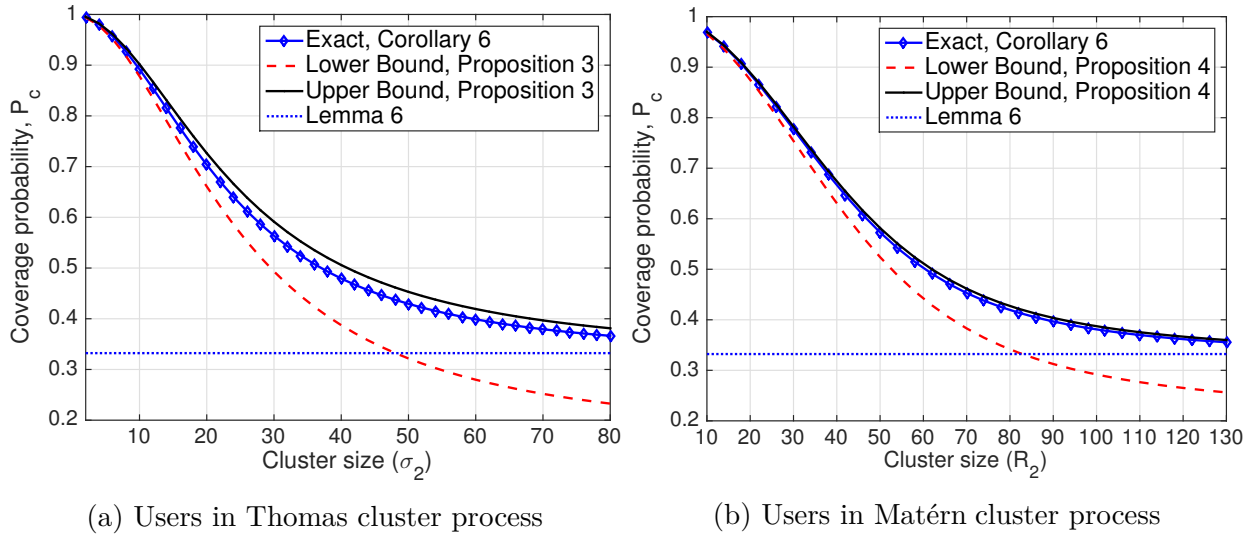 1
0.9
0.8
0.7
0.6
0.5
0.4
0.3
0.2
Coverage probability, P_c
Exact, Corollary 6
Lower Bound, Proposition 3
Upper Bound, Proposition 3
Lemma 6
10 20 30 40 50 60 70 80
Cluster size (σ_2)
(a) Users in Thomas cluster process
1
0.9
0.8
0.7
0.6
0.5
0.4
0.3
0.2
Coverage probability, P_c
Exact, Corollary 6
Lower Bound, Proposition 4
Upper Bound, Proposition 4
Lemma 6
10 20 30 40 50 60 70 80 90 100 110 120 130
Cluster size (R_2)
(b) Users in Matérn cluster process